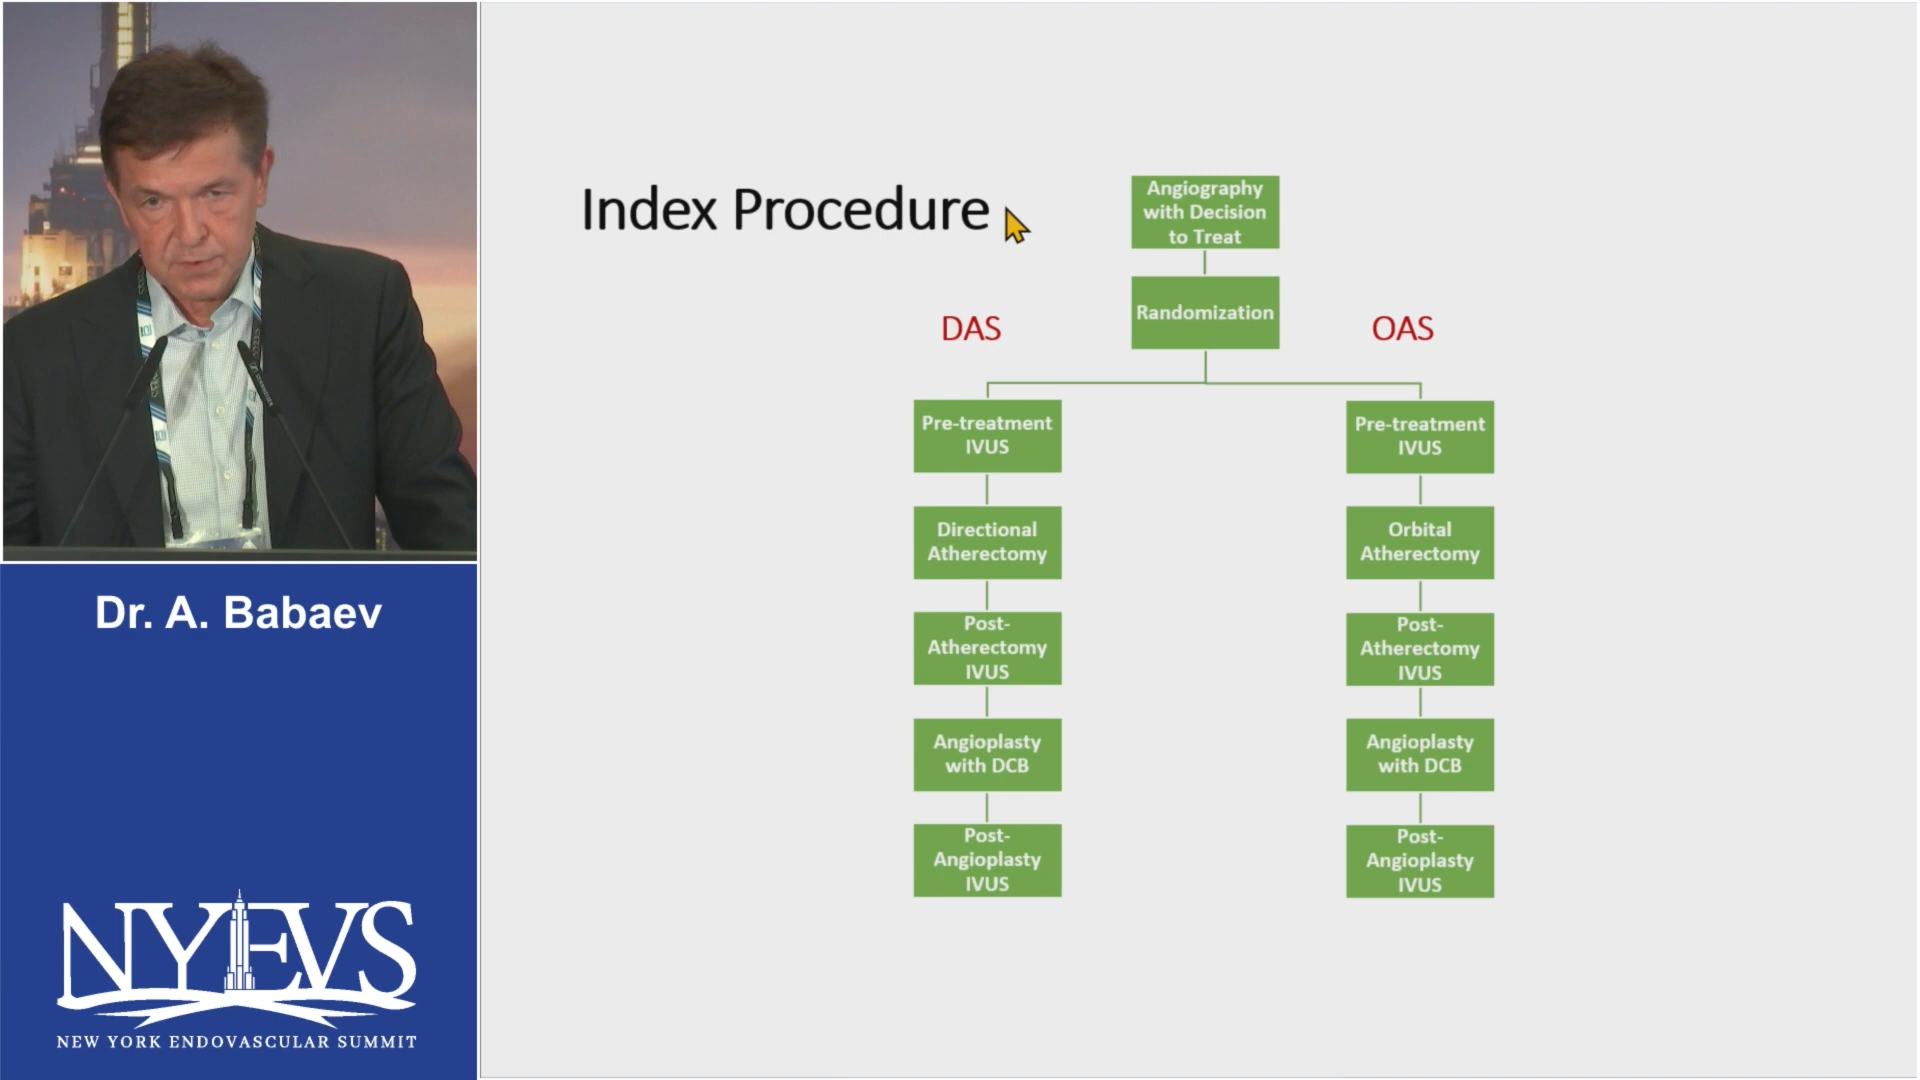 Dr. A. Babaev
NYEVS
NEW YORK ENDOVASCULAR SUMMIT
Index Procedure
Angiography
with Decision
to Treat
Randomization
DAS
OAS
Pre-treatment
IVUS
Directional
Atherectomy
Post-
Atherectomy
IVUS
Angioplasty
with DCB
Post-
Angioplasty
IVUS
Pre-treatment
IVUS
Orbital
Atherectomy
Post-
Atherectomy
IVUS
Angioplasty
with DCB
Post-
Angioplasty
IVUS